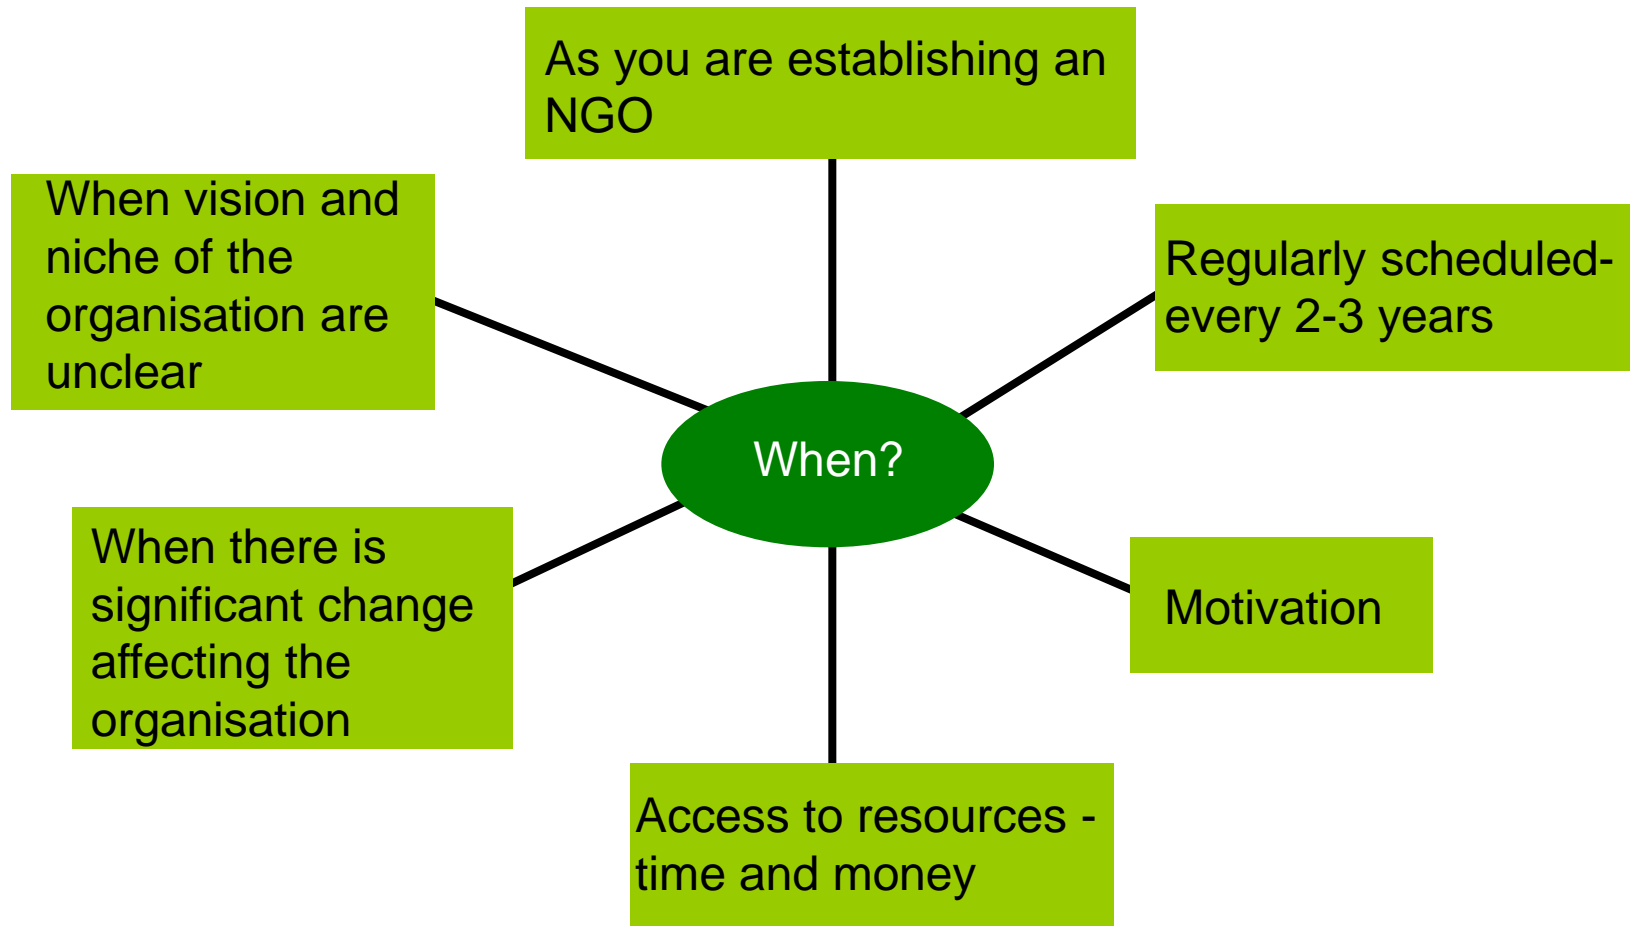 As you are establishing an
NGO
When vision and
niche of the
organisation are
unclear
Regularly scheduled-
every 2-3 years
When?
When there is
significant change
affecting the
organisation
Motivation
Access to resources -
time and money